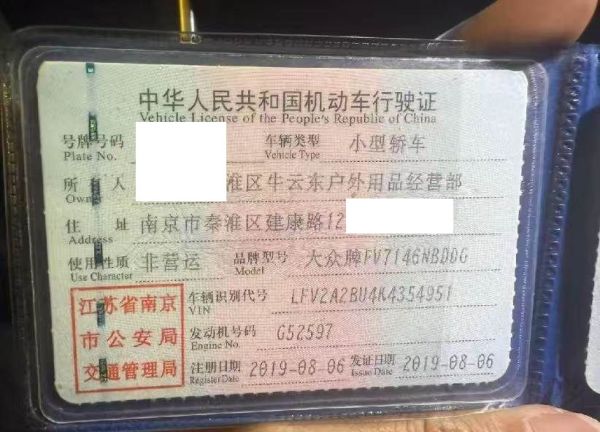 中华人民共和国机动车行驶证
Vehicle License of the People's Republic of China
号牌号码 车辆类型 小型轿车
Plate No. Vehicle Type
所有人 淮区牛云东户外用品经营部
Owner
住址 南京市秦淮区建康路12
Address
使用性质 非营运 品牌型号 大众牌FV7146NBDDG
Use Character Model
江苏省南京 车辆识别代号 LFV2A2BU4K4354951
VIN
市公安局 发动机号码 G52597
Engine No.
交通管理局 注册日期 2019-08-06 发证日期 2019-08-06
Register Date Issue Date